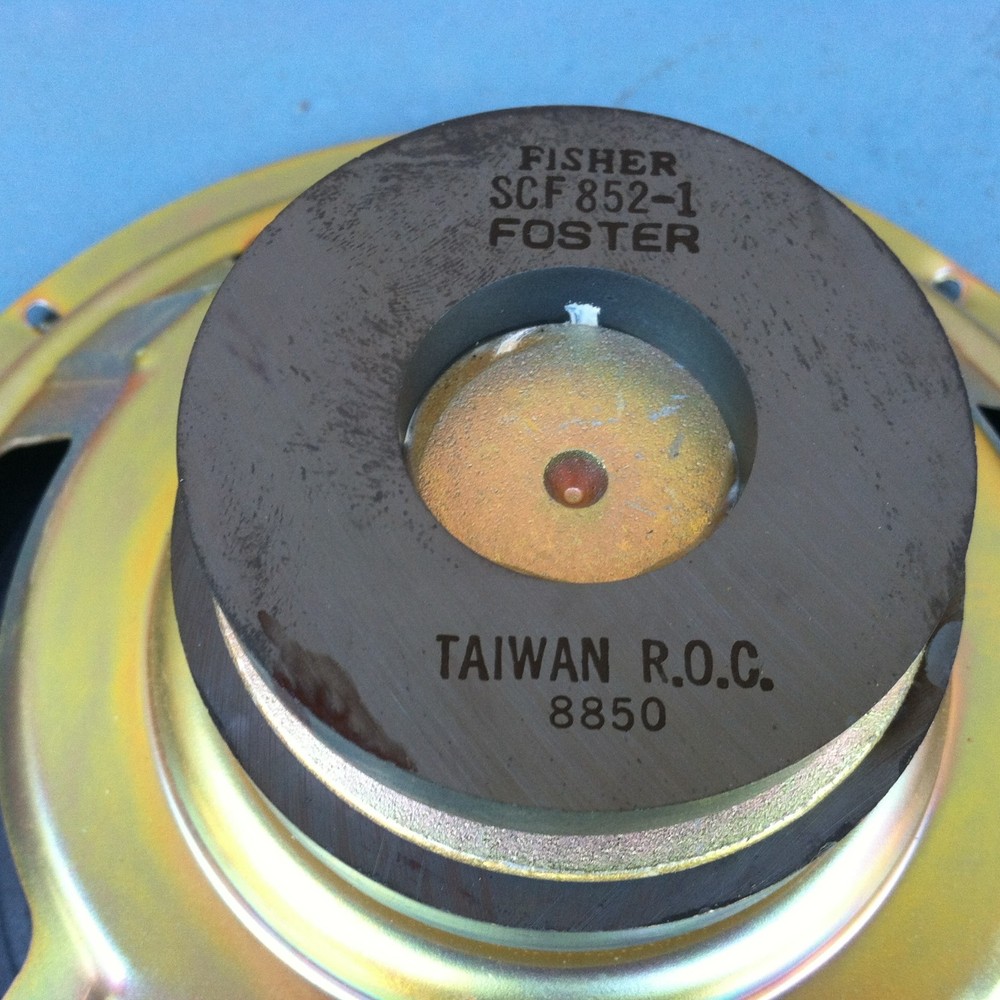 FISHER
SCF 852-1
FOSTER
TAIWAN R.O.C.
8850